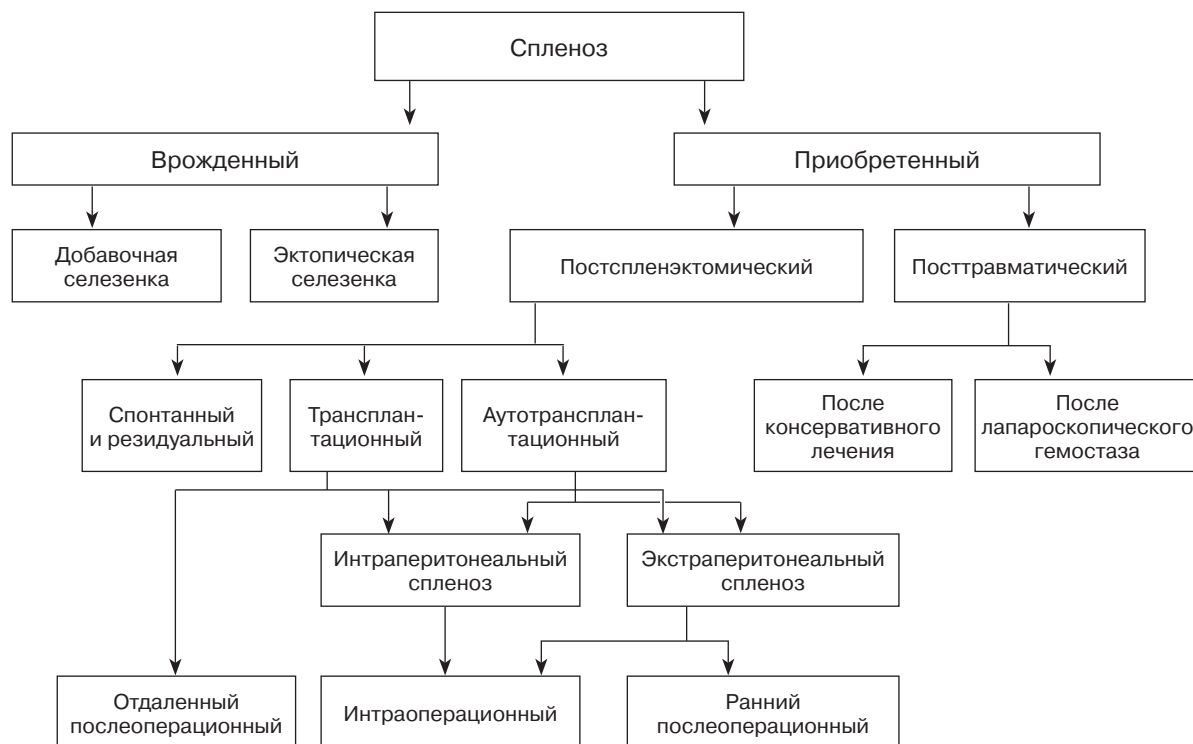 Спленоз
Врожденный
Приобретенный
Добавочная
селезенка
Эктопическая
селезенка
Постспленэктомический
Посттравматический
Спонтанный
и резидуальный
Трансплан-
тационный
Аутотрансплан-
тационный
После
консервативного
лечения
После
лапароскопического
гемостаза
Интраперитонеальный
спленоз
Экстраперитонеальный
спленоз
Отдаленный
послеоперационный
Интраоперационный
Ранний
послеоперационный